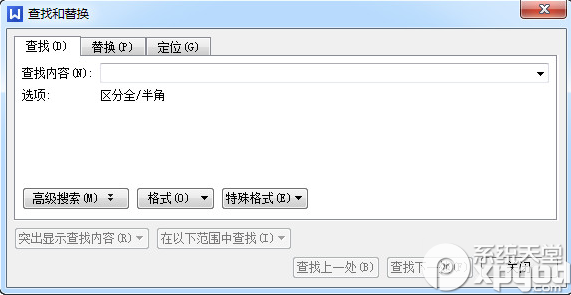 查找和替换
查找(D) 替换(P) 定位(G)
查找内容(N):
选项: 区分全/半角
高级搜索(M) 格式(O) 特殊格式(E)
突出显示查找内容(R) 在以下范围中查找(I)
查找上一处(B) 查找下一 关闭
系统天堂